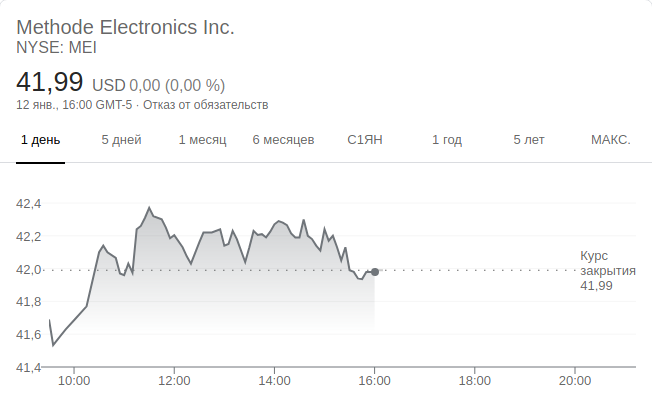 Methode Electronics Inc.
NYSE: MEI
41,99 USD 0,00 (0,00 %)
12 янв., 16:00 GMT-5 · Отказ от обязательств
1 день 5 дней 1 месяц 6 месяцев С1ЯН 1 год 5 лет МАКС.
42,4
42,2
42,0
41,8
41,6
41,4
Курс
закрытия
41,99
10:00 12:00 14:00 16:00 18:00 20:00